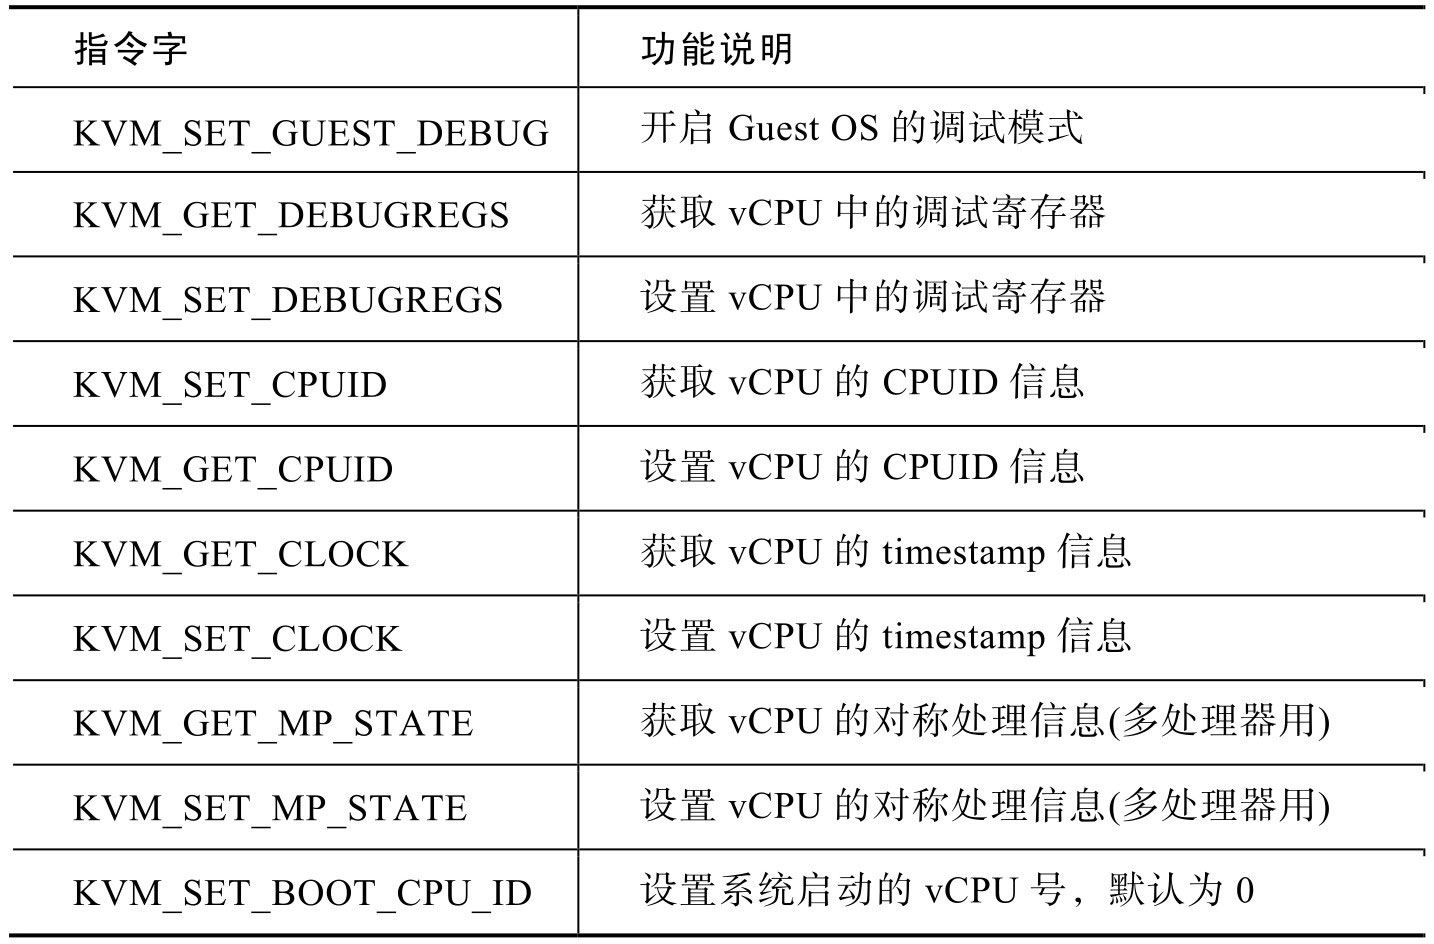 指令字 功能说明
KVM_SET_GUEST_DEBUG 开启 Guest OS 的调试模式
KVM_GET_DEBUGREGS 获取 vCPU 中的调试寄存器
KVM_SET_DEBUGREGS 设置 vCPU 中的调试寄存器
KVM_SET_CPUID 获取 vCPU 的 CPUID 信息
KVM_GET_CPUID 设置 vCPU 的 CPUID 信息
KVM_GET_CLOCK 获取 vCPU 的 timestamp 信息
KVM_SET_CLOCK 设置 vCPU 的 timestamp 信息
KVM_GET_MP_STATE 获取 vCPU 的对称处理信息(多处理器用)
KVM_SET_MP_STATE 设置 vCPU 的对称处理信息(多处理器用)
KVM_SET_BOOT_CPU_ID 设置系统启动的 vCPU 号，默认为 0